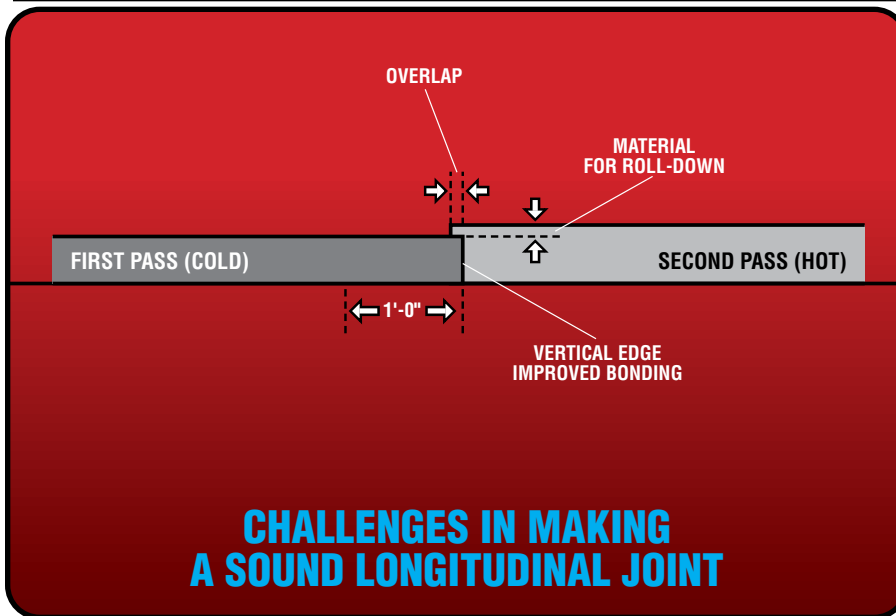 OVERLAP
MATERIAL
FOR ROLL-DOWN
FIRST PASS (COLD)
SECOND PASS (HOT)
1'-0"
VERTICAL EDGE
IMPROVED BONDING
CHALLENGES IN MAKING
A SOUND LONGITUDINAL JOINT